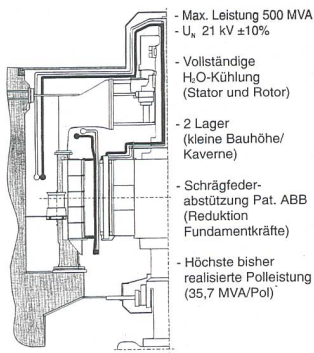 - Max. Leistung 500 MVA
- U_N 21 kV ±10%
- Vollständige
H₂O-Kühlung
(Stator und Rotor)
- 2 Lager
(kleine Bauhöhe/
Kaverne)
- Schrägfeder-
abstützung Pat. ABB
(Reduktion
Fundamentkräfte)
- Höchste bisher
realisierte Polleistung
(35,7 MVA/Pol)